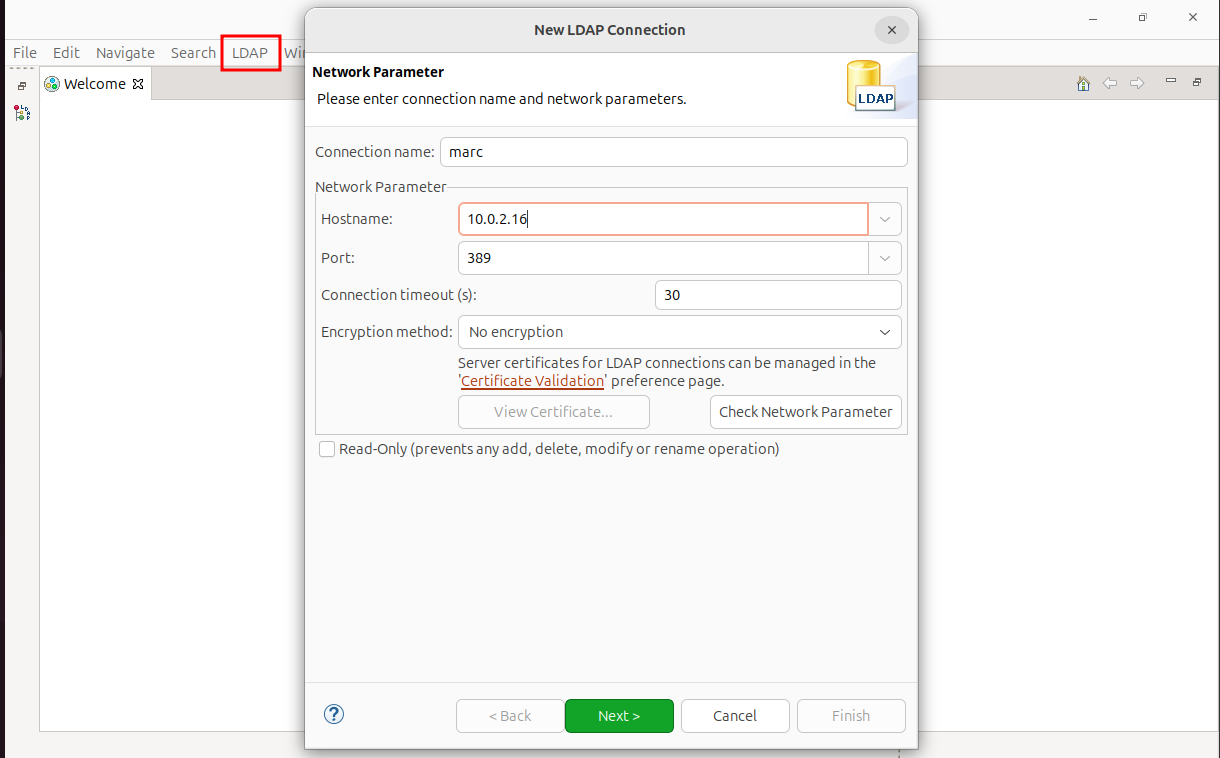 New LDAP Connection
File Edit Navigate Search LDAP
Welcome
Network Parameter
Please enter connection name and network parameters.
LDAP
Connection name: marc
Network Parameter
Hostname: 10.0.2.16
Port: 389
Connection timeout (s): 30
Encryption method: No encryption
Server certificates for LDAP connections can be managed in the
'Certificate Validation' preference page.
View Certificate... Check Network Parameter
Read-Only (prevents any add, delete, modify or rename operation)
? < Back Next > Cancel Finish